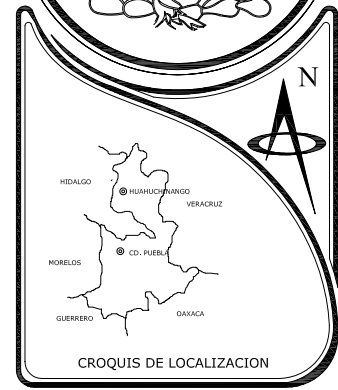 N
HIDALGO
HUAHUCHINANGO
VERACRUZ
CD. PUEBLA
MORELOS
GUERRERO
OAXACA
CROQUIS DE LOCALIZACION